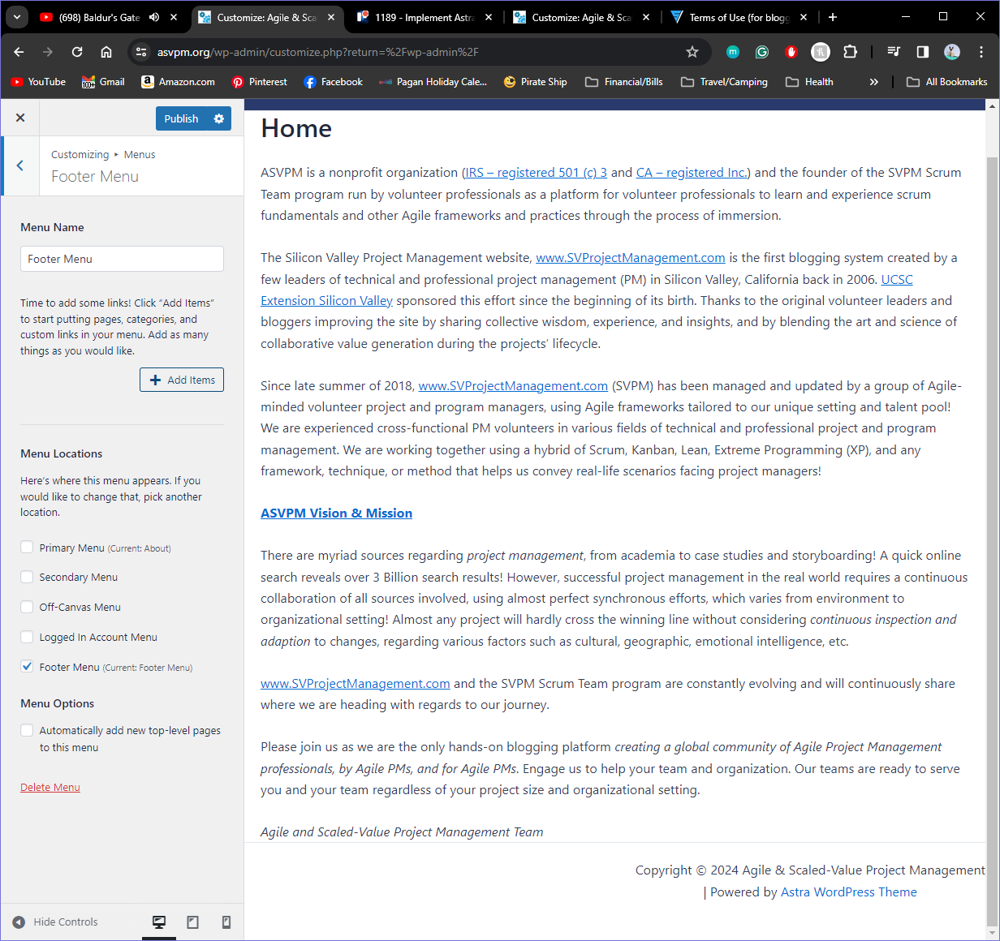 (698) Baldur's Gate
Customize: Agile & Sca
1189 - Implement Astra
Customize: Agile & Sca
Terms of Use (for blogg
asvpm.org/wp-admin/customize.php?return=%2Fwp-admin%2F
YouTube
Gmail
Amazon.com
Pinterest
Facebook
Pagan Holiday Cale...
Pirate Ship
Financial/Bills
Travel/Camping
Health
All Bookmarks
Publish
Customizing ▸ Menus
Footer Menu
Menu Name
Footer Menu
Time to add some links! Click “Add Items”
to start putting pages, categories, and
custom links in your menu. Add as many
things as you would like.
Add Items
Menu Locations
Here’s where this menu appears. If you
would like to change that, pick another
location.
Primary Menu (Current: About)
Secondary Menu
Off-Canvas Menu
Logged In Account Menu
Footer Menu (Current: Footer Menu)
Menu Options
Automatically add new top-level pages
to this menu
Delete Menu
Hide Controls
Home
ASVPM is a nonprofit organization (IRS – registered 501 (c) 3 and CA – registered Inc.) and the founder of the SVPM Scrum
Team program run by volunteer professionals as a platform for volunteer professionals to learn and experience scrum
fundamentals and other Agile frameworks and practices through the process of immersion.
The Silicon Valley Project Management website, www.SVProjectManagement.com is the first blogging system created by a
few leaders of technical and professional project management (PM) in Silicon Valley, California back in 2006. UCSC
Extension Silicon Valley sponsored this effort since the beginning of its birth. Thanks to the original volunteer leaders and
bloggers improving the site by sharing collective wisdom, experience, and insights, and by blending the art and science of
collaborative value generation during the projects’ lifecycle.
Since late summer of 2018, www.SVProjectManagement.com (SVPM) has been managed and updated by a group of Agile-
minded volunteer project and program managers, using Agile frameworks tailored to our unique setting and talent pool!
We are experienced cross-functional PM volunteers in various fields of technical and professional project and program
management. We are working together using a hybrid of Scrum, Kanban, Lean, Extreme Programming (XP), and any
framework, technique, or method that helps us convey real-life scenarios facing project managers!
ASVPM Vision & Mission
There are myriad sources regarding project management, from academia to case studies and storyboarding! A quick online
search reveals over 3 Billion search results! However, successful project management in the real world requires a continuous
collaboration of all sources involved, using almost perfect synchronous efforts, which varies from environment to
organizational setting! Almost any project will hardly cross the winning line without considering continuous inspection and
adaption to changes, regarding various factors such as cultural, geographic, emotional intelligence, etc.
www.SVProjectManagement.com and the SVPM Scrum Team program are constantly evolving and will continuously share
where we are heading with regards to our journey.
Please join us as we are the only hands-on blogging platform creating a global community of Agile Project Management
professionals, by Agile PMs, and for Agile PMs. Engage us to help your team and organization. Our teams are ready to serve
you and your team regardless of your project size and organizational setting.
Agile and Scaled-Value Project Management Team
Copyright © 2024 Agile & Scaled-Value Project Management
| Powered by Astra WordPress Theme